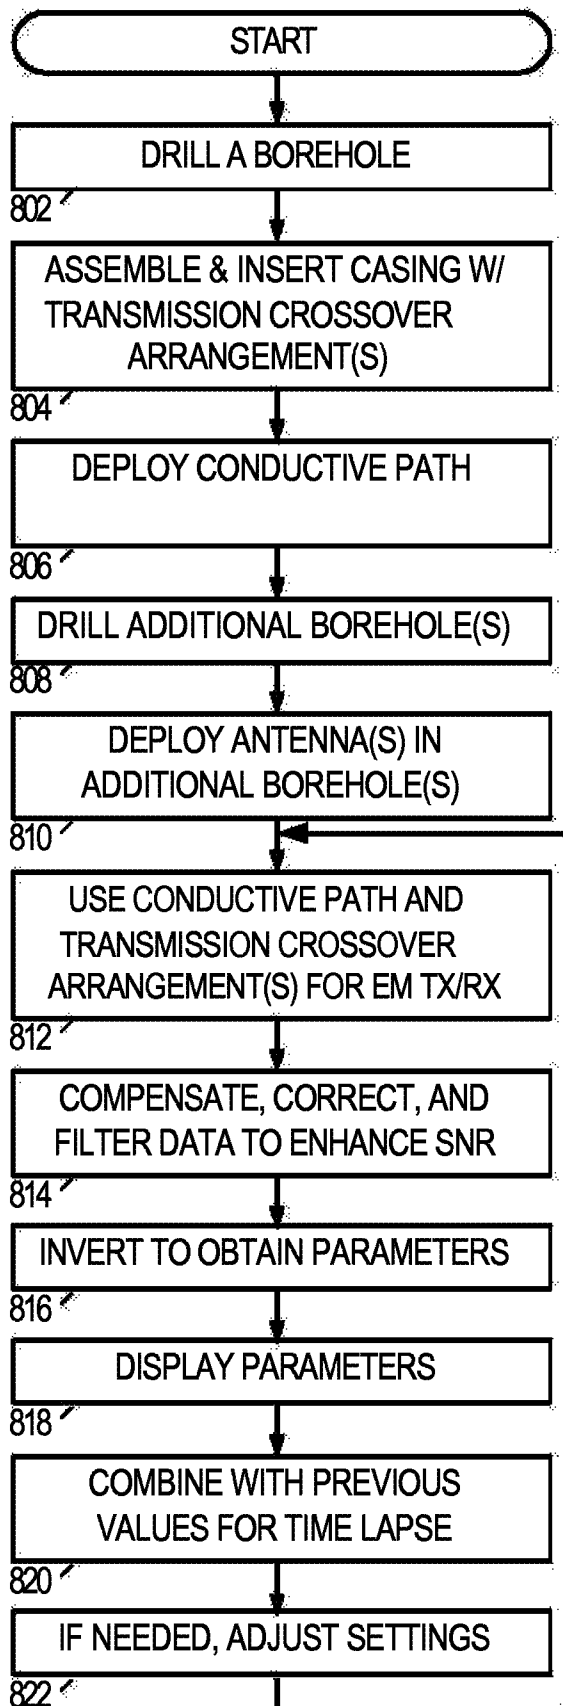 START
DRILL A BOREHOLE
802
ASSEMBLE & INSERT CASING W/
TRANSMISSION CROSSOVER
ARRANGEMENT(S)
804
DEPLOY CONDUCTIVE PATH
806
DRILL ADDITIONAL BOREHOLE(S)
808
DEPLOY ANTENNA(S) IN
ADDITIONAL BOREHOLE(S)
810
USE CONDUCTIVE PATH AND
TRANSMISSION CROSSOVER
ARRANGEMENT(S) FOR EM TX/RX
812
COMPENSATE, CORRECT, AND
FILTER DATA TO ENHANCE SNR
814
INVERT TO OBTAIN PARAMETERS
816
DISPLAY PARAMETERS
818
COMBINE WITH PREVIOUS
VALUES FOR TIME LAPSE
820
IF NEEDED, ADJUST SETTINGS
822